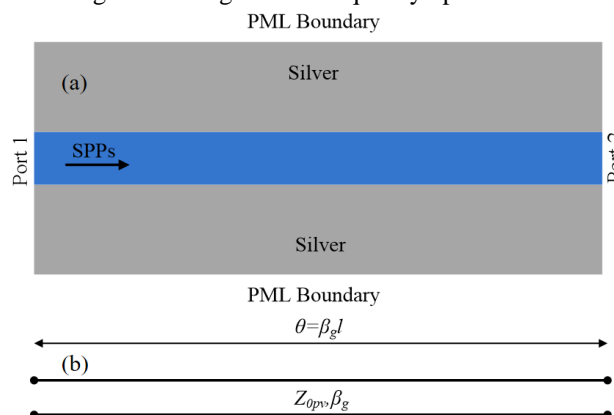 PML Boundary
Silver
(a)
Port 1
SPPs
Silver
PML Boundary
θ=βgl
(b)
Z0pv,βg